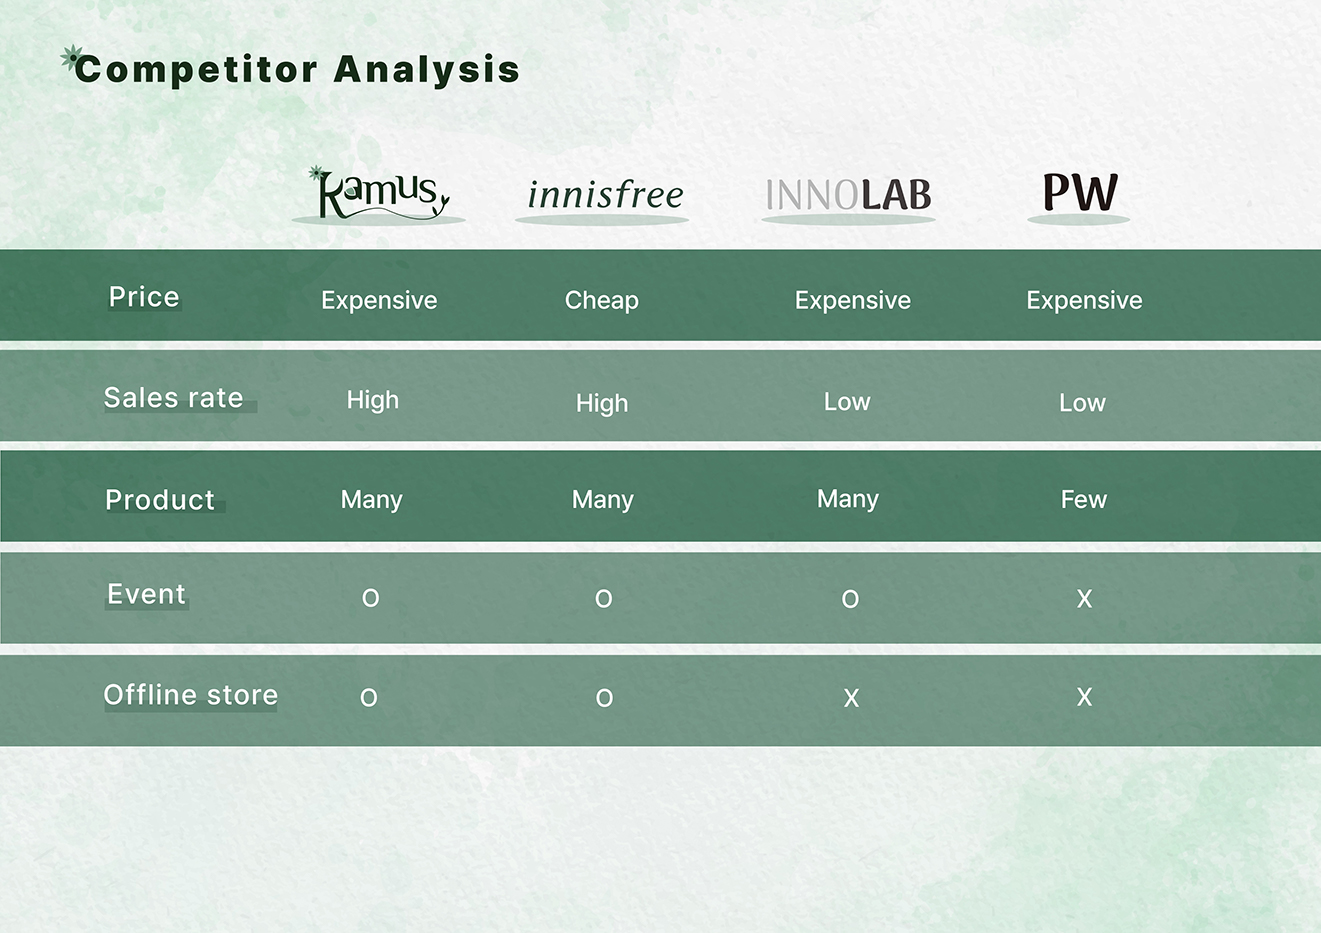 Competitor Analysis
Kamus innisfree INNOLAB PW
Price Expensive Cheap Expensive Expensive
Sales rate High High Low Low
Product Many Many Many Few
Event O O O X
Offline store O O X X